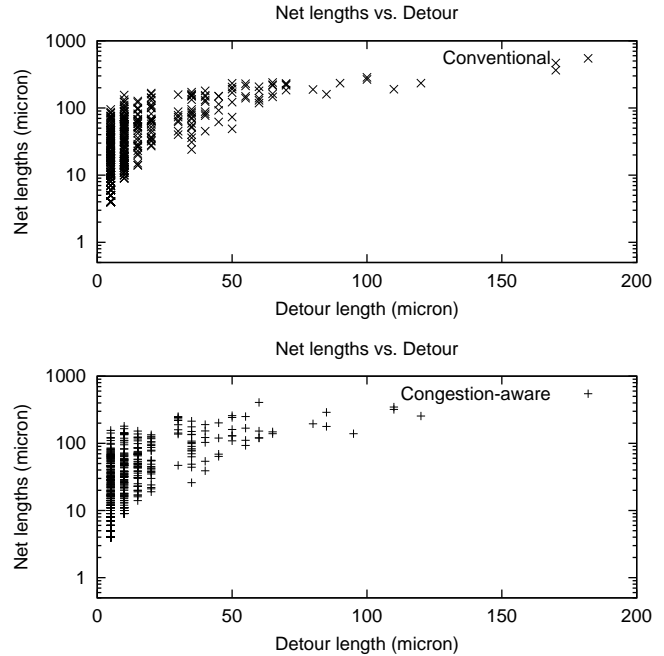 Net lengths vs. Detour
1000
Conventional
100
10
1
Net lengths (micron)
0 50 100 150 200
Detour length (micron)
Net lengths vs. Detour
1000
Congestion-aware
100
10
1
Net lengths (micron)
0 50 100 150 200
Detour length (micron)